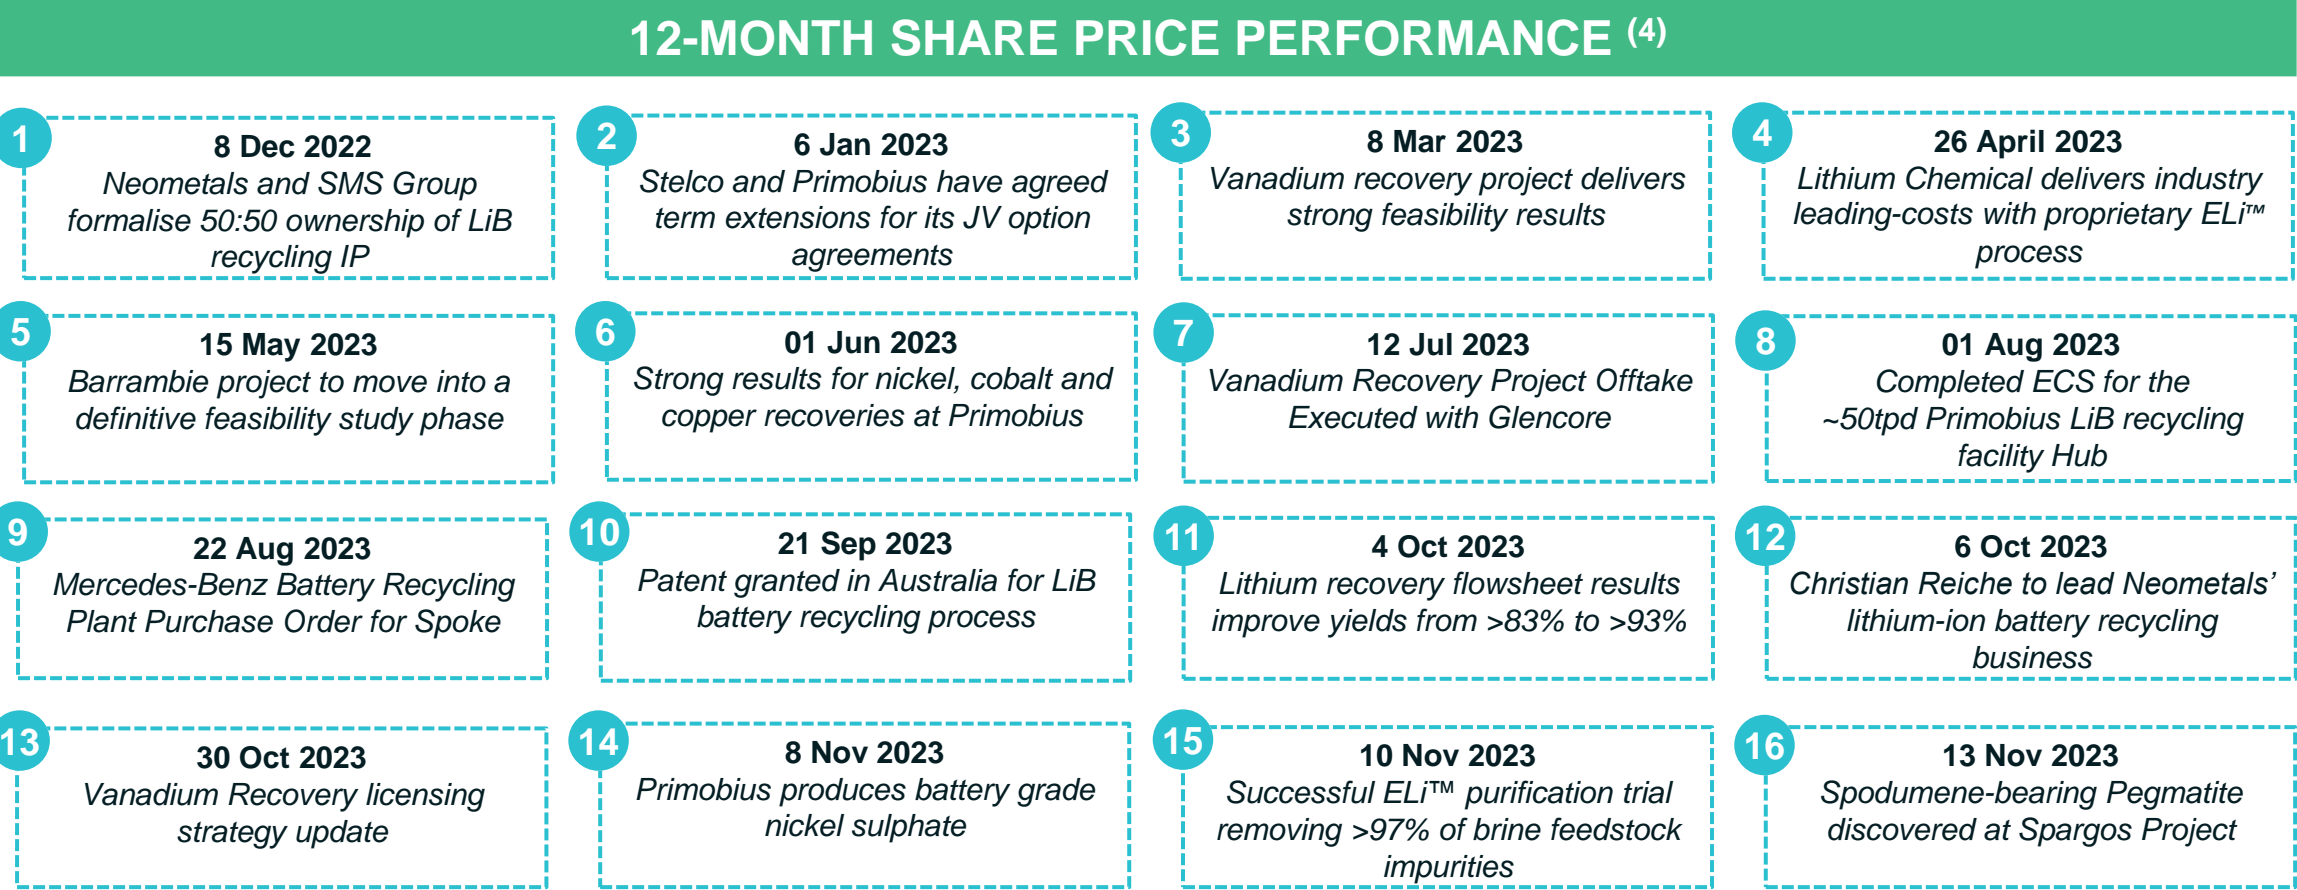 12-MONTH SHARE PRICE PERFORMANCE (4)
1
8 Dec 2022
Neometals and SMS Group
formalise 50:50 ownership of LiB
recycling IP
2
6 Jan 2023
Stelco and Primobius have agreed
term extensions for its JV option
agreements
3
8 Mar 2023
Vanadium recovery project delivers
strong feasibility results
4
26 April 2023
Lithium Chemical delivers industry
leading-costs with proprietary ELi™
process
5
15 May 2023
Barrambie project to move into a
definitive feasibility study phase
6
01 Jun 2023
Strong results for nickel, cobalt and
copper recoveries at Primobius
7
12 Jul 2023
Vanadium Recovery Project Offtake
Executed with Glencore
8
01 Aug 2023
Completed ECS for the
~50tpd Primobius LiB recycling
facility Hub
9
22 Aug 2023
Mercedes-Benz Battery Recycling
Plant Purchase Order for Spoke
10
21 Sep 2023
Patent granted in Australia for LiB
battery recycling process
11
4 Oct 2023
Lithium recovery flowsheet results
improve yields from >83% to >93%
12
6 Oct 2023
Christian Reiche to lead Neometals’
lithium-ion battery recycling
business
13
30 Oct 2023
Vanadium Recovery licensing
strategy update
14
8 Nov 2023
Primobius produces battery grade
nickel sulphate
15
10 Nov 2023
Successful ELi™ purification trial
removing >97% of brine feedstock
impurities
16
13 Nov 2023
Spodumene-bearing Pegmatite
discovered at Spargos Project